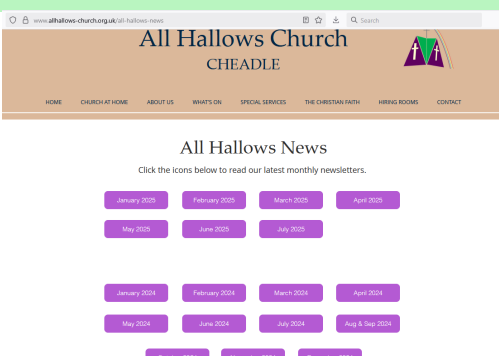 www.allhallows-church.org.uk/all-hallows-news
Search
All Hallows Church
CHEADLE
HOME CHURCH AT HOME ABOUT US WHAT'S ON SPECIAL SERVICES THE CHRISTIAN FAITH HIRING ROOMS CONTACT
All Hallows News
Click the icons below to read our latest monthly newsletters.
January 2025 February 2025 March 2025 April 2025
May 2025 June 2025 July 2025
January 2024 February 2024 March 2024 April 2024
May 2024 June 2024 July 2024 Aug & Sep 2024